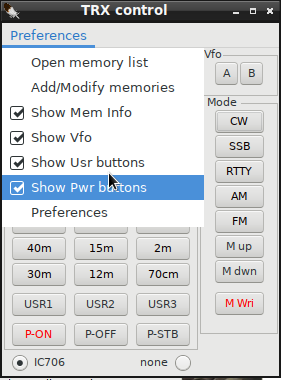 TRX control
Preferences
Open memory list
Add/Modify memories
Show Mem Info
Show Vfo
Show Usr buttons
Show Pwr buttons
Preferences
Vfo
A B
Mode
CW
SSB
RTTY
AM
FM
M up
M dwn
M Wri
40m 15m 2m
30m 12m 70cm
USR1 USR2 USR3
P-ON P-OFF P-STB
IC706 none